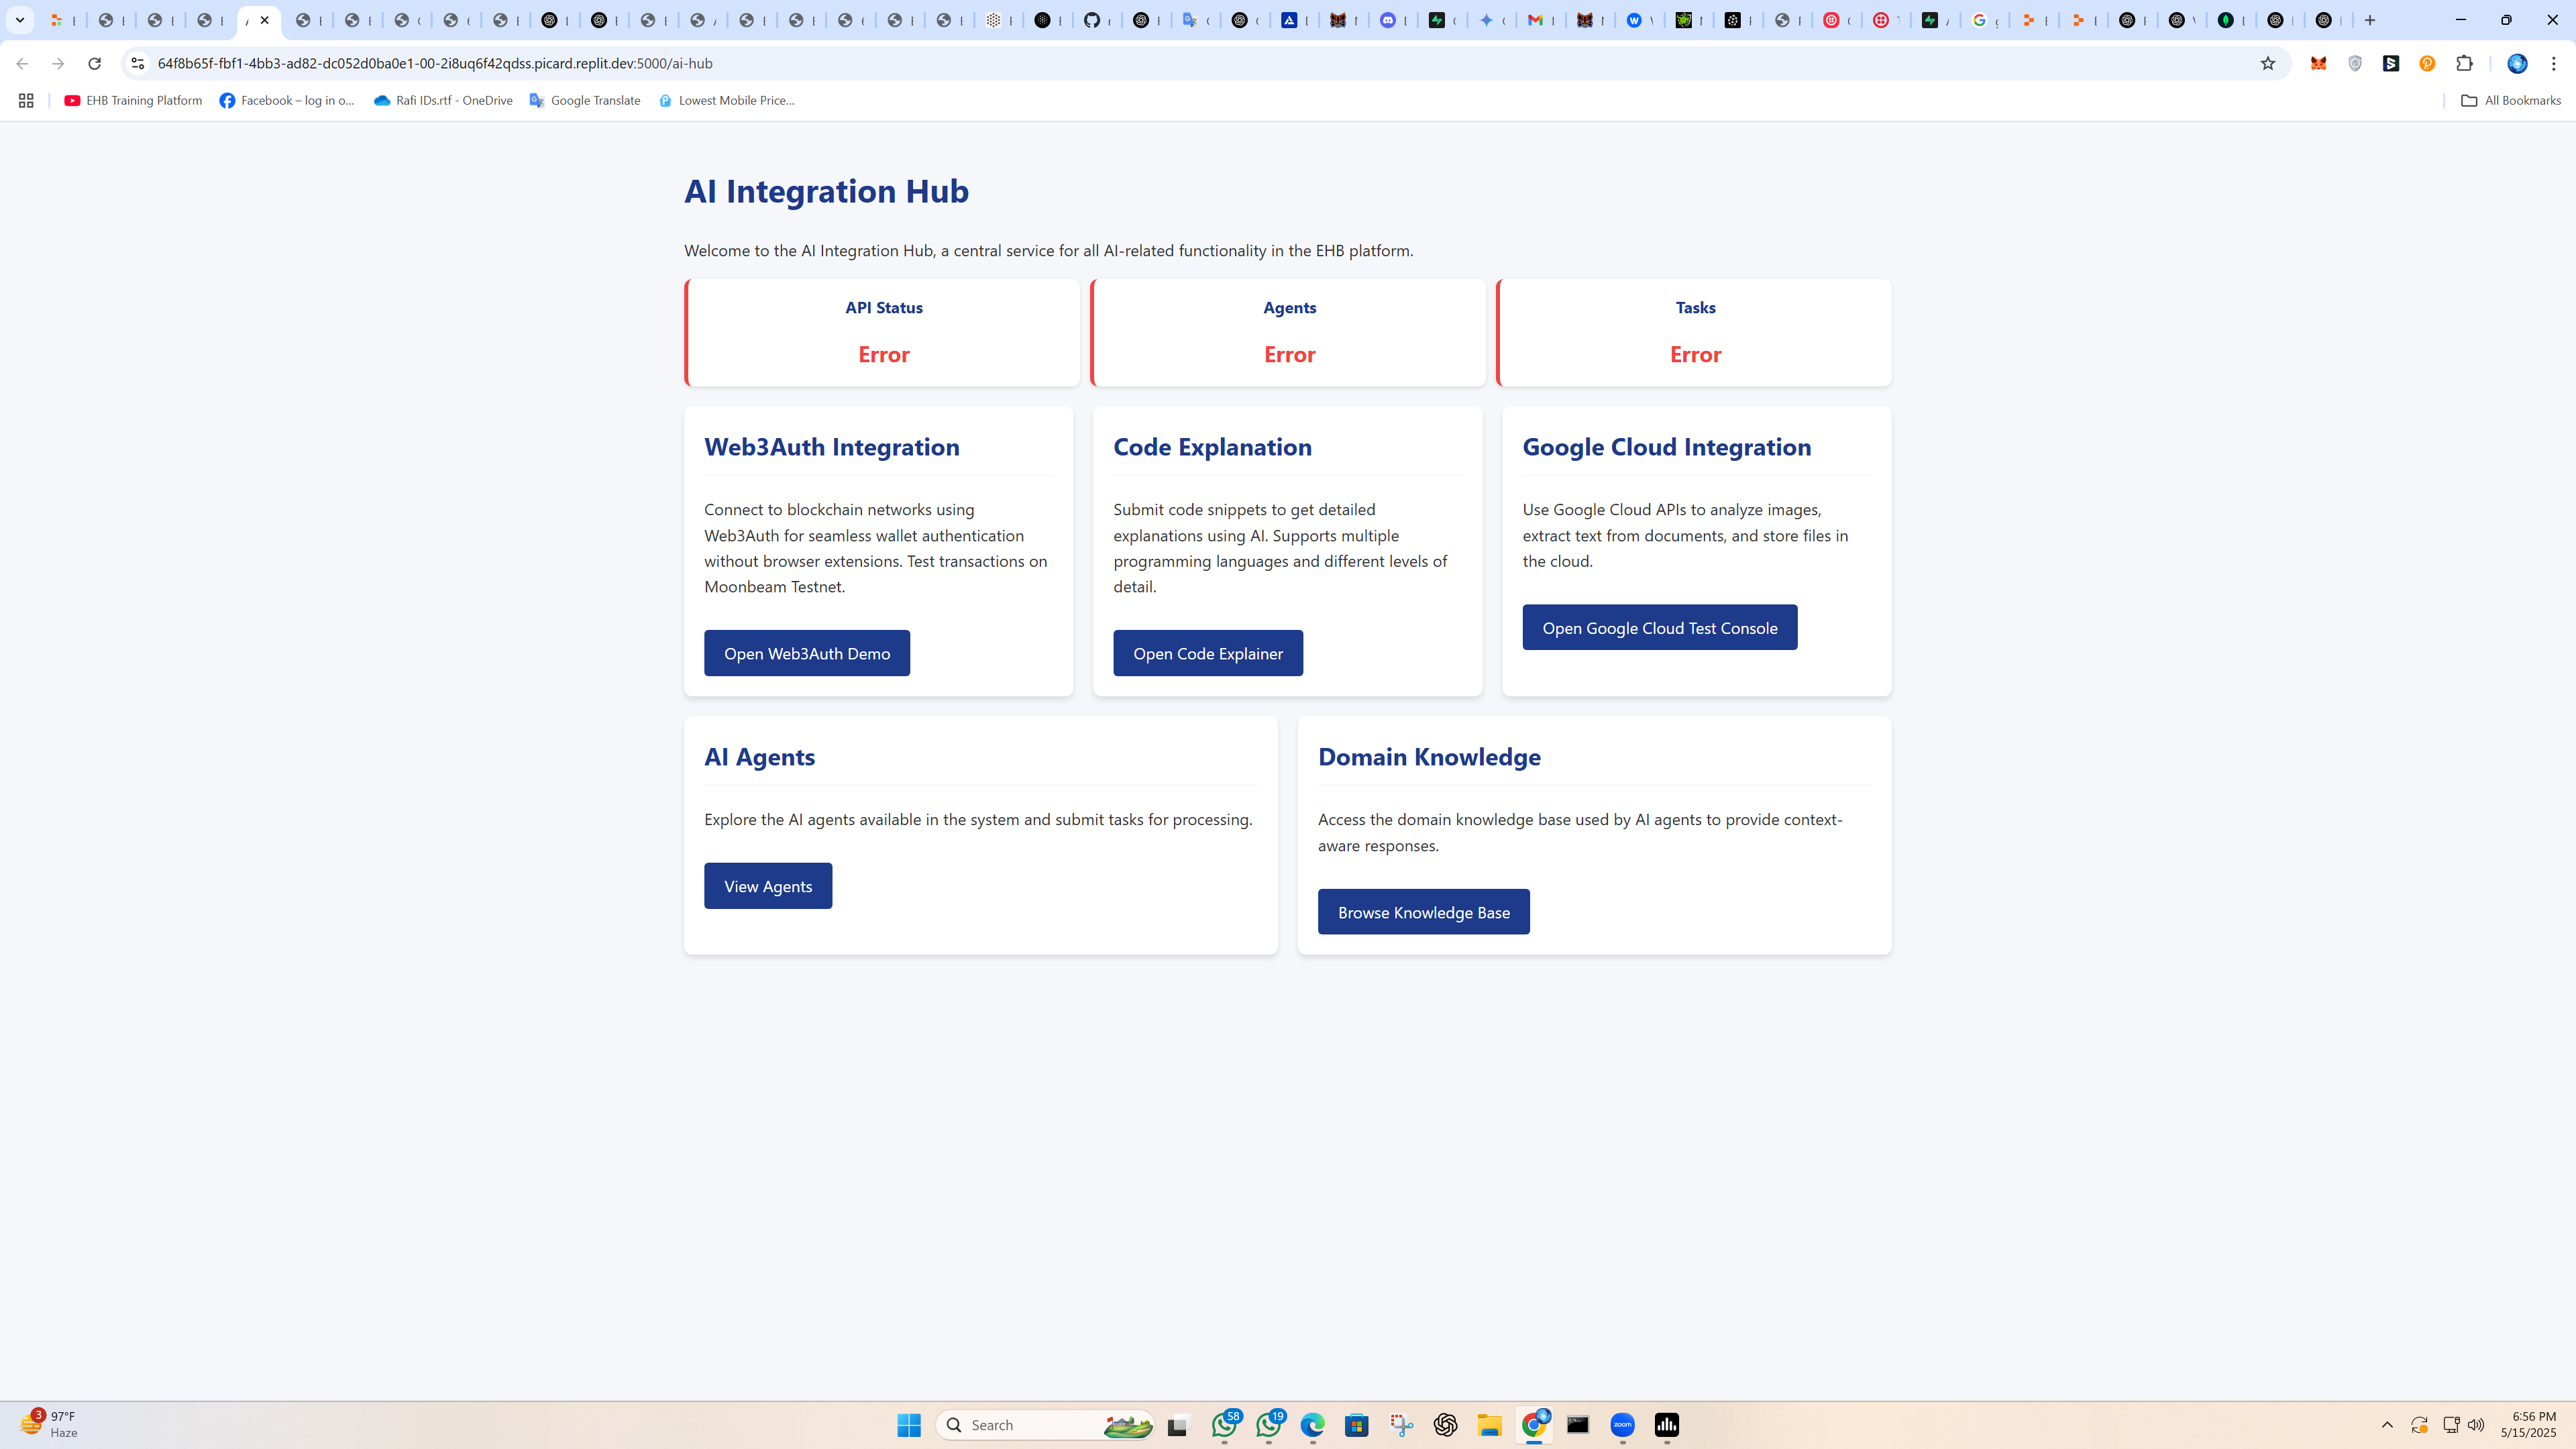 64f8b65f-fbf1-4bb3-ad82-dc052d0ba0e1-00-2i8uq6f42qdss.picard.replit.dev:5000/ai-hub
EHB Training Platform
Facebook – log in o...
Rafi IDs.rtf - OneDrive
Google Translate
Lowest Mobile Price...
All Bookmarks
AI Integration Hub
Welcome to the AI Integration Hub, a central service for all AI-related functionality in the EHB platform.
API Status
Error
Agents
Error
Tasks
Error
Web3Auth Integration
Connect to blockchain networks using
Web3Auth for seamless wallet authentication
without browser extensions. Test transactions on
Moonbeam Testnet.
Open Web3Auth Demo
Code Explanation
Submit code snippets to get detailed
explanations using AI. Supports multiple
programming languages and different levels of
detail.
Open Code Explainer
Google Cloud Integration
Use Google Cloud APIs to analyze images,
extract text from documents, and store files in
the cloud.
Open Google Cloud Test Console
AI Agents
Explore the AI agents available in the system and submit tasks for processing.
View Agents
Domain Knowledge
Access the domain knowledge base used by AI agents to provide context-
aware responses.
Browse Knowledge Base
3
97°F
Haze
Search
58
19
zoom
6:56 PM
5/15/2025